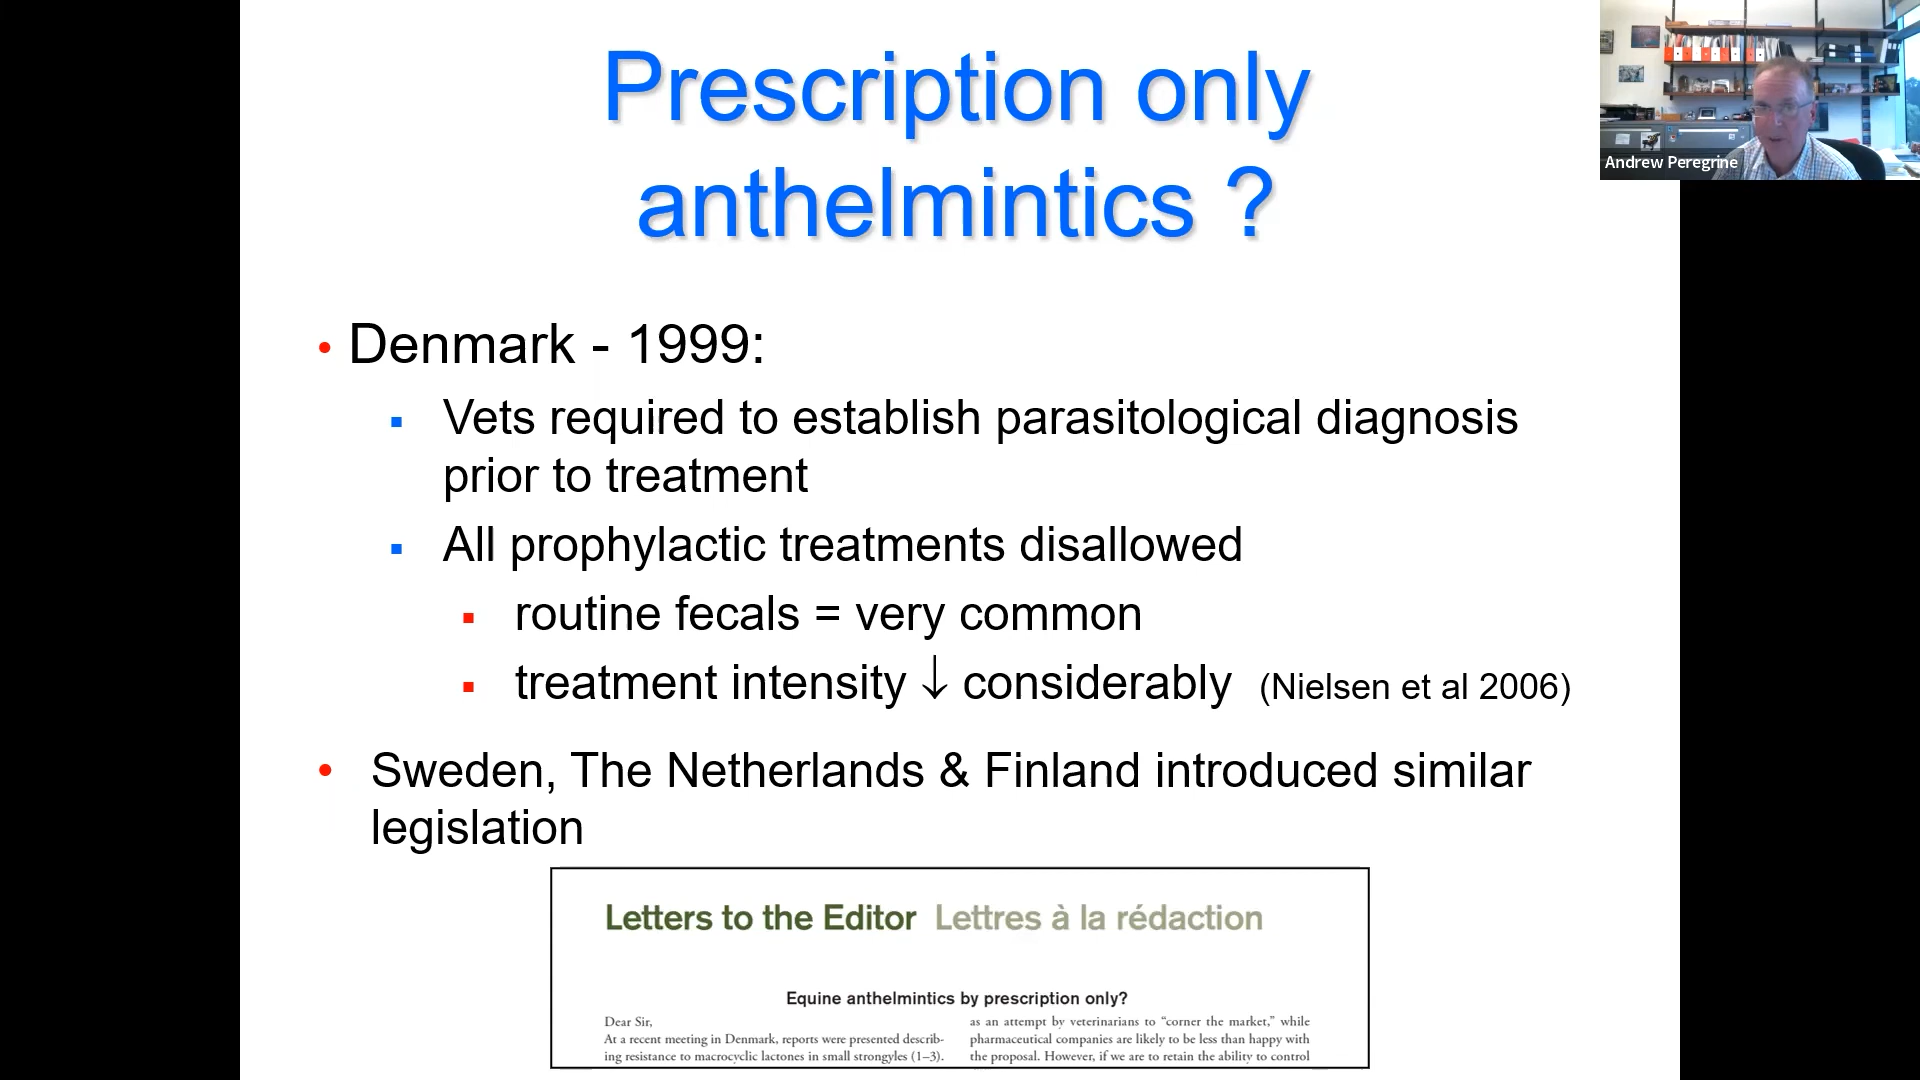 Prescription only
anthelmintics ?
• Denmark - 1999:
▪ Vets required to establish parasitological diagnosis
prior to treatment
▪ All prophylactic treatments disallowed
▪ routine fecals = very common
▪ treatment intensity ↓ considerably (Nielsen et al 2006)
• Sweden, The Netherlands & Finland introduced similar
legislation
Letters to the Editor Lettres à la rédaction
Equine anthelmintics by prescription only?
Dear Sir,
At a recent meeting in Denmark, reports were presented describ-
ing resistance to macrocyclic lactones in small strongyles (1–3).
as an attempt by veterinarians to “corner the market,” while
pharmaceutical companies are likely to be less than happy with
the proposal. However, if we are to retain the ability to control
Andrew Peregrine